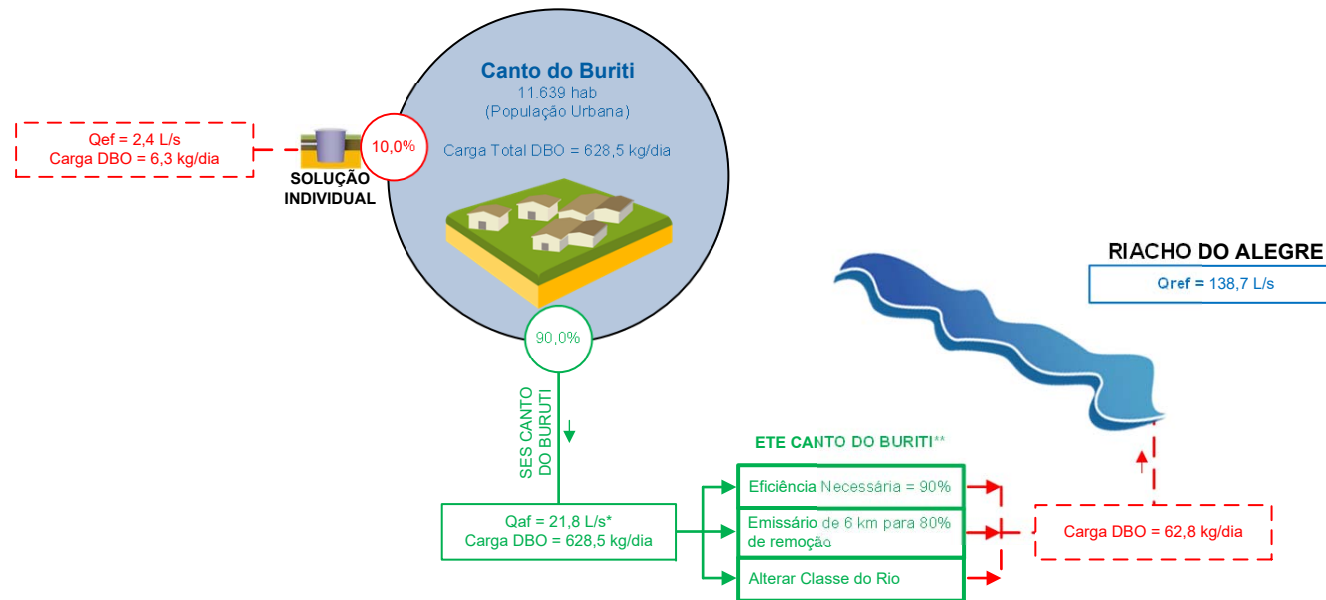 Canto do Buriti
11.639 hab
(População Urbana)
Carga Total DBO = 628,5 kg/dia
Qef = 2,4 L/s
Carga DBO = 6,3 kg/dia
10,0%
SOLUÇÃO
INDIVIDUAL
90,0%
SES CANTO
DO BURUTI
RIACHO DO ALEGRE
Qref = 138,7 L/s
Qaf = 21,8 L/s*
Carga DBO = 628,5 kg/dia
ETE CANTO DO BURITI**
Eficiência Necessária = 90%
Emissário de 6 km para 80%
de remoção
Alterar Classe do Rio
Carga DBO = 62,8 kg/dia